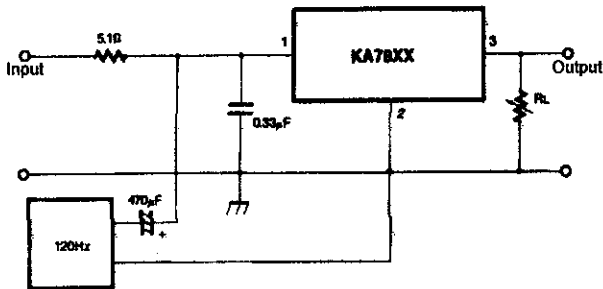 5.1Ω
Input
1
KA78XX
3
Output
0.33µF
2
RL
470µF
+
120Hz